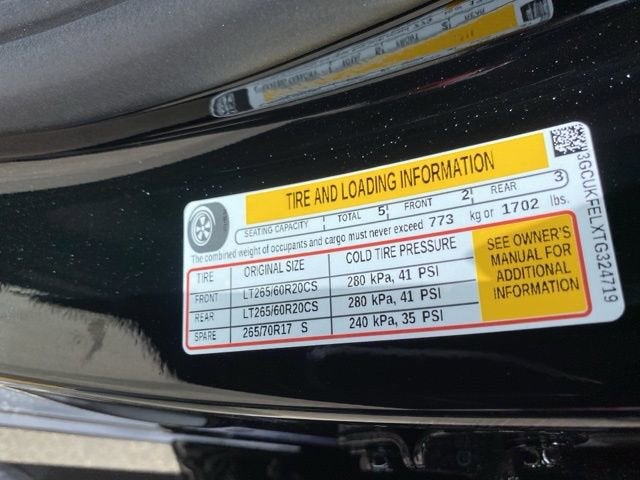 TIRE AND LOADING INFORMATION
SEATING CAPACITY TOTAL 5 FRONT 2 REAR 3
The combined weight of occupants and cargo must never exceed 773 kg or 1702 lbs.
TIRE ORIGINAL SIZE COLD TIRE PRESSURE
FRONT LT265/60R20CS 280 kPa, 41 PSI
REAR LT265/60R20CS 280 kPa, 41 PSI
SPARE 265/70R17 S 240 kPa, 35 PSI
SEE OWNER'S
MANUAL FOR
ADDITIONAL
INFORMATION
3GCUKFELXTG324719